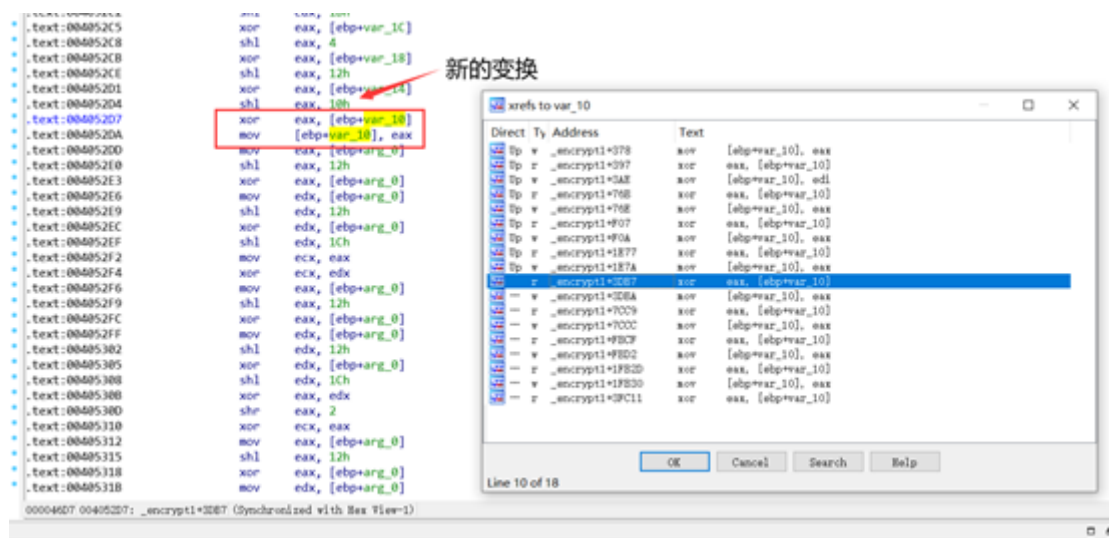 .text:004052C5 xor eax, [ebp+var_1C]
.text:004052C8 shl eax, 4
.text:004052CB xor eax, [ebp+var_18]
.text:004052CE shl eax, 12h
.text:004052D1 xor eax, [ebp+var_14]
.text:004052D4 shl eax, 10h
.text:004052D7 xor eax, [ebp+var_10]
.text:004052DA mov [ebp+var_10], eax
.text:004052DD mov eax, [ebp+arg_0]
.text:004052E0 shl eax, 12h
.text:004052E3 xor eax, [ebp+arg_0]
.text:004052E6 mov edx, [ebp+arg_0]
.text:004052E9 shl edx, 12h
.text:004052EC xor edx, [ebp+arg_0]
.text:004052EF shl edx, 1Ch
.text:004052F2 mov ecx, eax
.text:004052F4 xor ecx, edx
.text:004052F6 mov eax, [ebp+arg_0]
.text:004052F9 shl eax, 12h
.text:004052FC xor eax, [ebp+arg_0]
.text:004052FF mov edx, [ebp+arg_0]
.text:00405302 shl edx, 12h
.text:00405305 xor edx, [ebp+arg_0]
.text:00405308 shl edx, 1Ch
.text:0040530B xor eax, edx
.text:0040530D shr eax, 2
.text:00405310 xor ecx, eax
.text:00405312 mov eax, [ebp+arg_0]
.text:00405315 shl eax, 12h
.text:00405318 xor eax, [ebp+arg_0]
.text:0040531B mov edx, [ebp+arg_0]
000046D7 004052D7: _encrypt1+3DB7 (Synchronized with Hex View-1)
新的变换
xrefs to var_10
Direct Ty Address Text
Up w _encrypt1+378 mov [ebp+var_10], eax
Up r _encrypt1+397 xor eax, [ebp+var_10]
Up w _encrypt1+3AE mov [ebp+var_10], edi
Up r _encrypt1+76B xor eax, [ebp+var_10]
Up w _encrypt1+76E mov [ebp+var_10], eax
Up r _encrypt1+F07 xor eax, [ebp+var_10]
Up w _encrypt1+F0A mov [ebp+var_10], eax
Up r _encrypt1+1E77 xor eax, [ebp+var_10]
Up w _encrypt1+1E7A mov [ebp+var_10], eax
r _encrypt1+3DB7 xor eax, [ebp+var_10]
w _encrypt1+3DBA mov [ebp+var_10], eax
r _encrypt1+7CC9 xor eax, [ebp+var_10]
w _encrypt1+7CCC mov [ebp+var_10], eax
r _encrypt1+FBCF xor eax, [ebp+var_10]
w _encrypt1+FBD2 mov [ebp+var_10], eax
r _encrypt1+1FB2D xor eax, [ebp+var_10]
w _encrypt1+1FB30 mov [ebp+var_10], eax
r _encrypt1+3FC11 xor eax, [ebp+var_10]
OK Cancel Search Help
Line 10 of 18